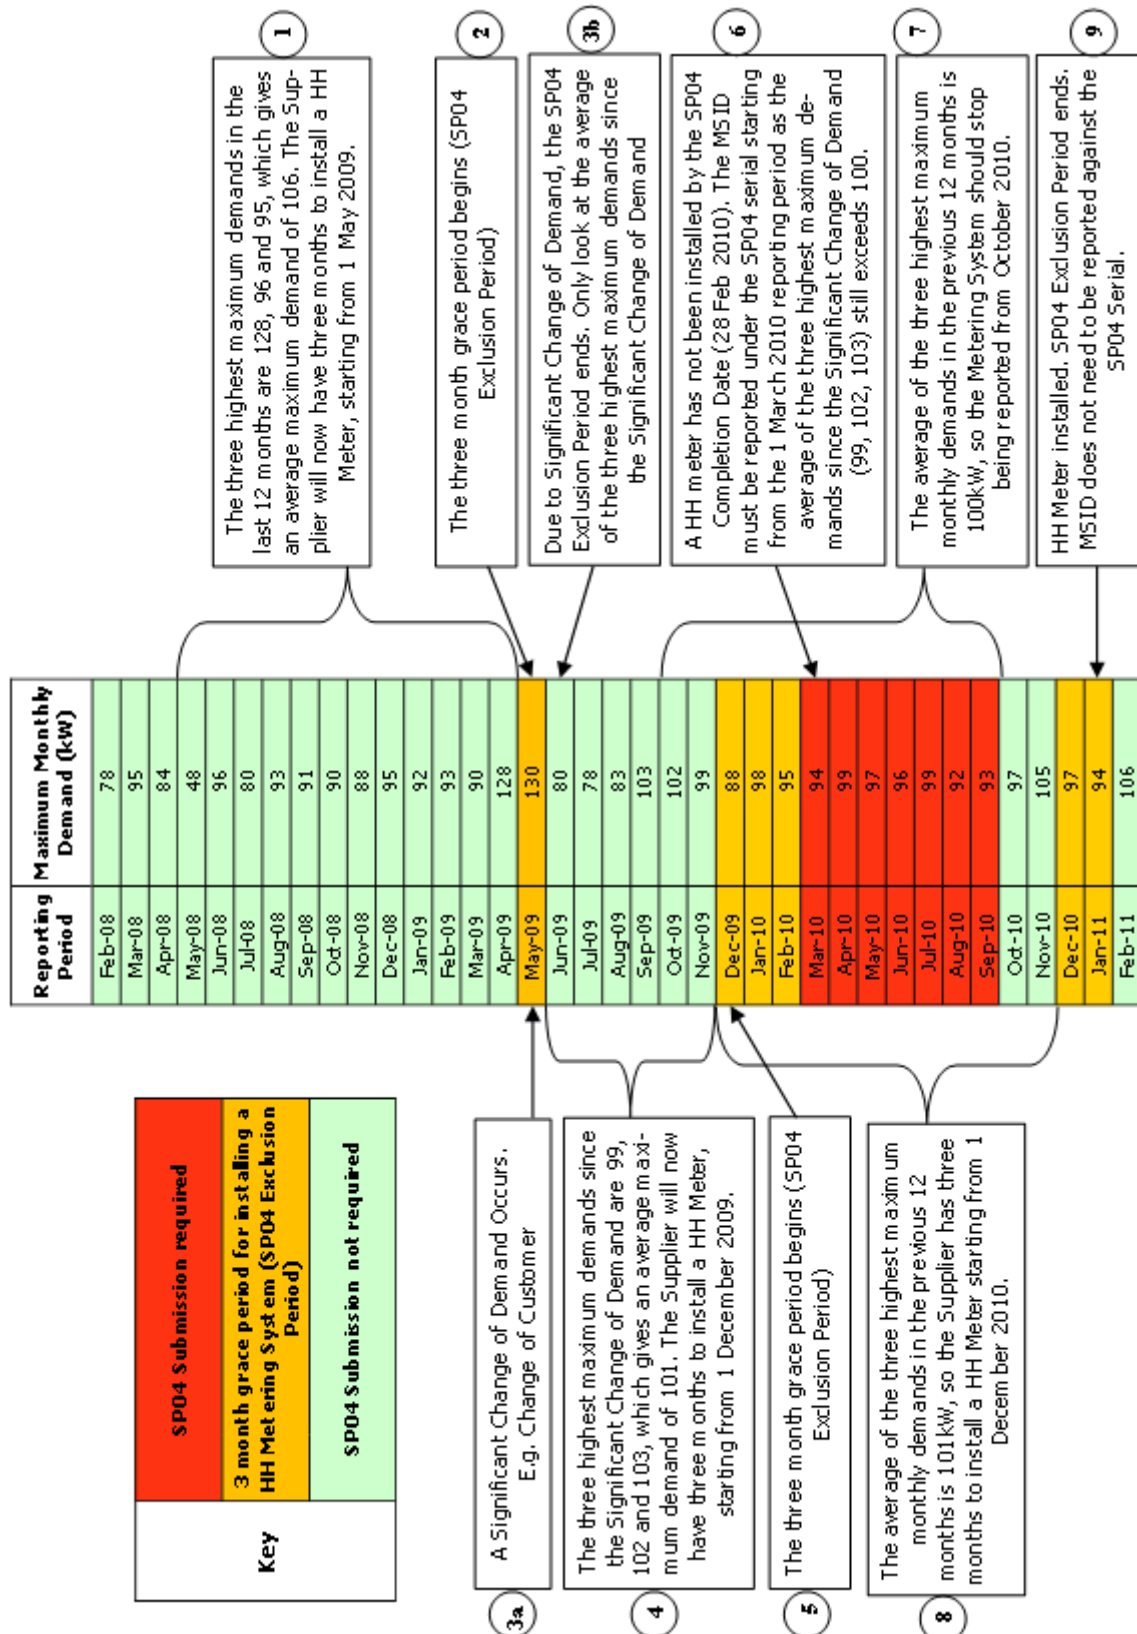 Key
SP04 Submission required
3 month grace period for installing a
HH Metering System (SP04 Exclusion
Period)
SP04 Submission not required
3a
A Significant Change of Demand Occurs.
E.g. Change of Customer
4
The three highest maximum demands since
the Significant Change of Demand are 99,
102 and 103, which gives an average maxi-
mum demand of 101. The Supplier will now
have three months to install a HH Meter,
starting from 1 December 2009.
5
The three month grace period begins (SP04
Exclusion Period)
8
The average of the three highest maximum
monthly demands in the previous 12
months is 101kW, so the Supplier has three
months to install a HH Meter starting from 1
December 2010.
Reporting Period Maximum Monthly Demand (kW)
Feb-08 78
Mar-08 95
Apr-08 84
May-08 48
Jun-08 96
Jul-08 80
Aug-08 93
Sep-08 91
Oct-08 90
Nov-08 88
Dec-08 95
Jan-09 92
Feb-09 93
Mar-09 90
Apr-09 128
May-09 130
Jun-09 80
Jul-09 78
Aug-09 83
Sep-09 103
Oct-09 102
Nov-09 99
Dec-09 88
Jan-10 98
Feb-10 95
Mar-10 94
Apr-10 99
May-10 97
Jun-10 96
Jul-10 99
Aug-10 92
Sep-10 93
Oct-10 97
Nov-10 105
Dec-10 97
Jan-11 94
Feb-11 106
1
The three highest maximum demands in the
last 12 months are 128, 96 and 95, which gives
an average maximum demand of 106. The Sup-
plier will now have three months to install a HH
Meter, starting from 1 May 2009.
2
The three month grace period begins (SP04
Exclusion Period)
3b
Due to Significant Change of Demand, the SP04
Exclusion Period ends. Only look at the average
of the three highest maximum demands since
the Significant Change of Demand
6
A HH meter has not been installed by the SP04
Completion Date (28 Feb 2010). The MSID
must be reported under the SP04 serial starting
from the 1 March 2010 reporting period as the
average of the three highest maximum de-
mands since the Significant Change of Demand
(99, 102, 103) still exceeds 100.
7
The average of the three highest maximum
monthly demands in the previous 12 months is
100kW, so the Metering System should stop
being reported from October 2010.
9
HH Meter installed. SP04 Exclusion Period ends.
MSID does not need to be reported against the
SP04 Serial.